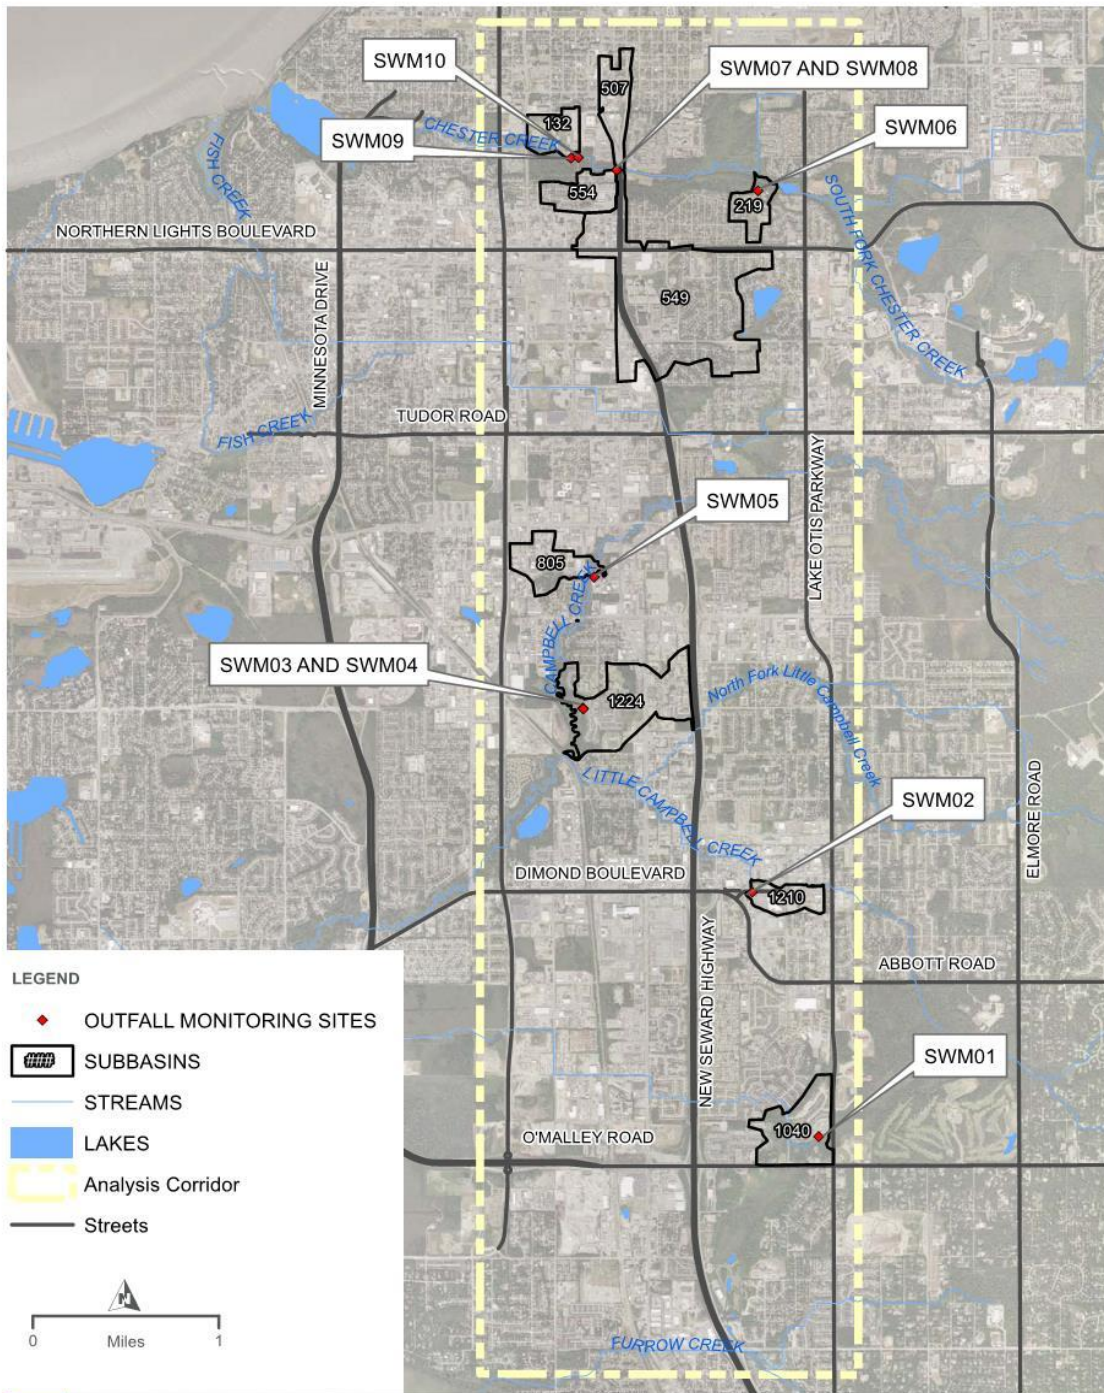 SWM10
SWM07 AND SWM08
507
SWM06
132
CHESTER CREEK
SWM09
FISH CREEK
554
219
SOUTH FORK CHESTER CREEK
NORTHERN LIGHTS BOULEVARD
549
MINNESOTA DRIVE
TUDOR ROAD
FISH CREEK
SWM05
LAKE OTIS PARKWAY
805
CAMPBELL CREEK
SWM03 AND SWM04
1224
North Fork Little Campbell Creek
LITTLE CAMPBELL CREEK
SWM02
ELMORE ROAD
DIMOND BOULEVARD
1210
ABBOTT ROAD
NEW SEWARD HIGHWAY
SWM01
1040
O'MALLEY ROAD
FURROW CREEK
LEGEND
OUTFALL MONITORING SITES
### SUBBASINS
STREAMS
LAKES
Analysis Corridor
Streets
N
0 1
Miles